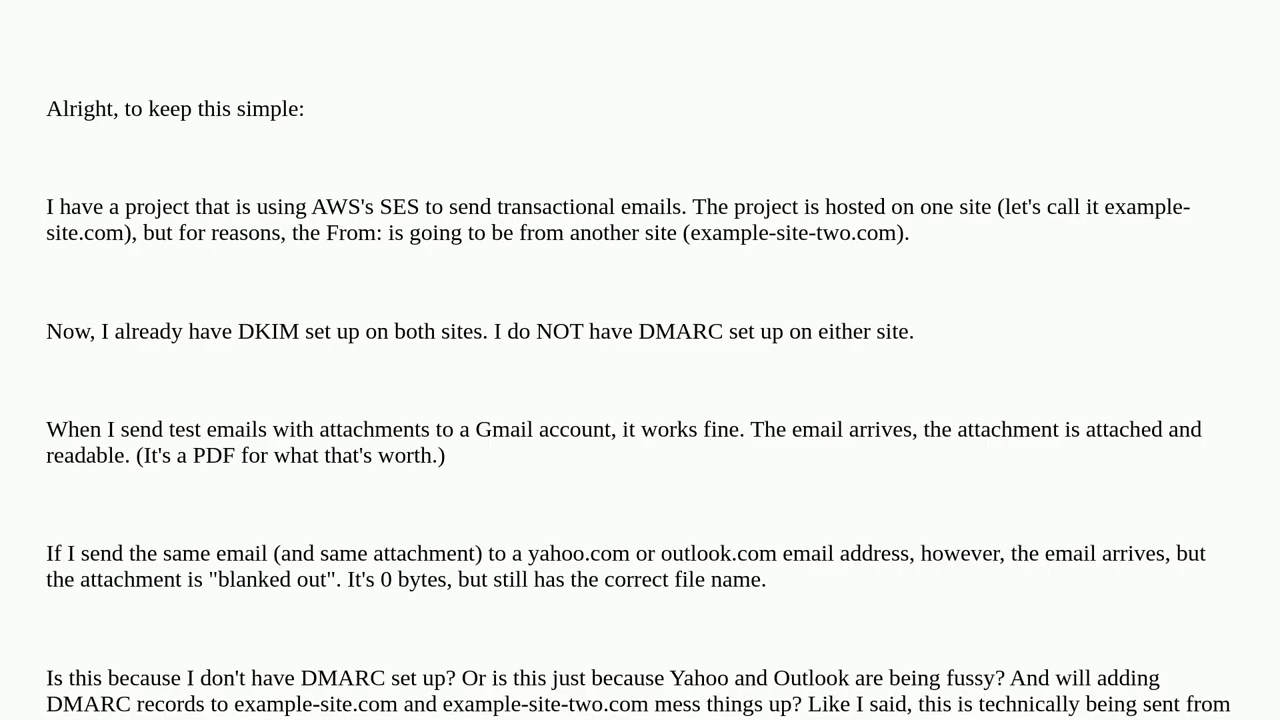 Alright, to keep this simple:
I have a project that is using AWS's SES to send transactional emails. The project is hosted on one site (let's call it example-
site.com), but for reasons, the From: is going to be from another site (example-site-two.com).
Now, I already have DKIM set up on both sites. I do NOT have DMARC set up on either site.
When I send test emails with attachments to a Gmail account, it works fine. The email arrives, the attachment is attached and
readable. (It's a PDF for what that's worth.)
If I send the same email (and same attachment) to a yahoo.com or outlook.com email address, however, the email arrives, but
the attachment is "blanked out". It's 0 bytes, but still has the correct file name.
Is this because I don't have DMARC set up? Or is this just because Yahoo and Outlook are being fussy? And will adding
DMARC records to example-site.com and example-site-two.com mess things up? Like I said, this is technically being sent from